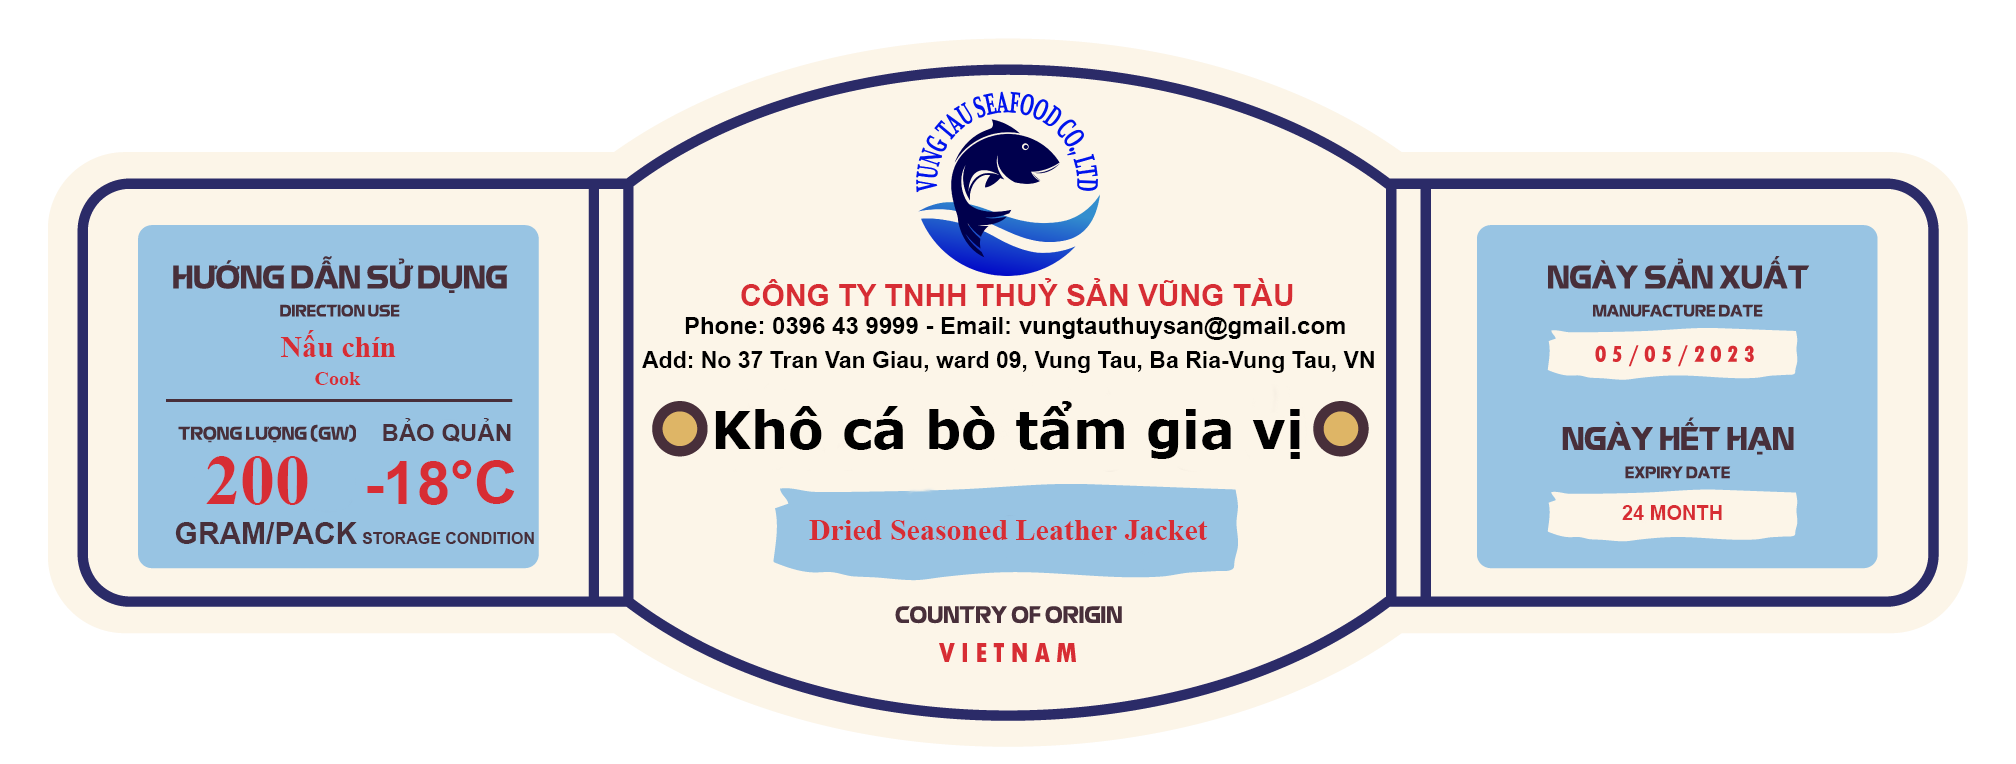 HƯỚNG DẪN SỬ DỤNG
DIRECTION USE
Nấu chín
Cook
TRỌNG LƯỢNG (GW)
200
GRAM/PACK
BẢO QUẢN
-18°C
STORAGE CONDITION
VUNG TAU SEAFOOD CO., LTD
CÔNG TY TNHH THUỶ SẢN VŨNG TÀU
Phone: 0396 43 9999 - Email: vungtauthuysan@gmail.com
Add: No 37 Tran Van Giau, ward 09, Vung Tau, Ba Ria-Vung Tau, VN
Khô cá bò tẩm gia vị
Dried Seasoned Leather Jacket
COUNTRY OF ORIGIN
VIETNAM
NGÀY SẢN XUẤT
MANUFACTURE DATE
05/05/2023
NGÀY HẾT HẠN
EXPIRY DATE
24 MONTH